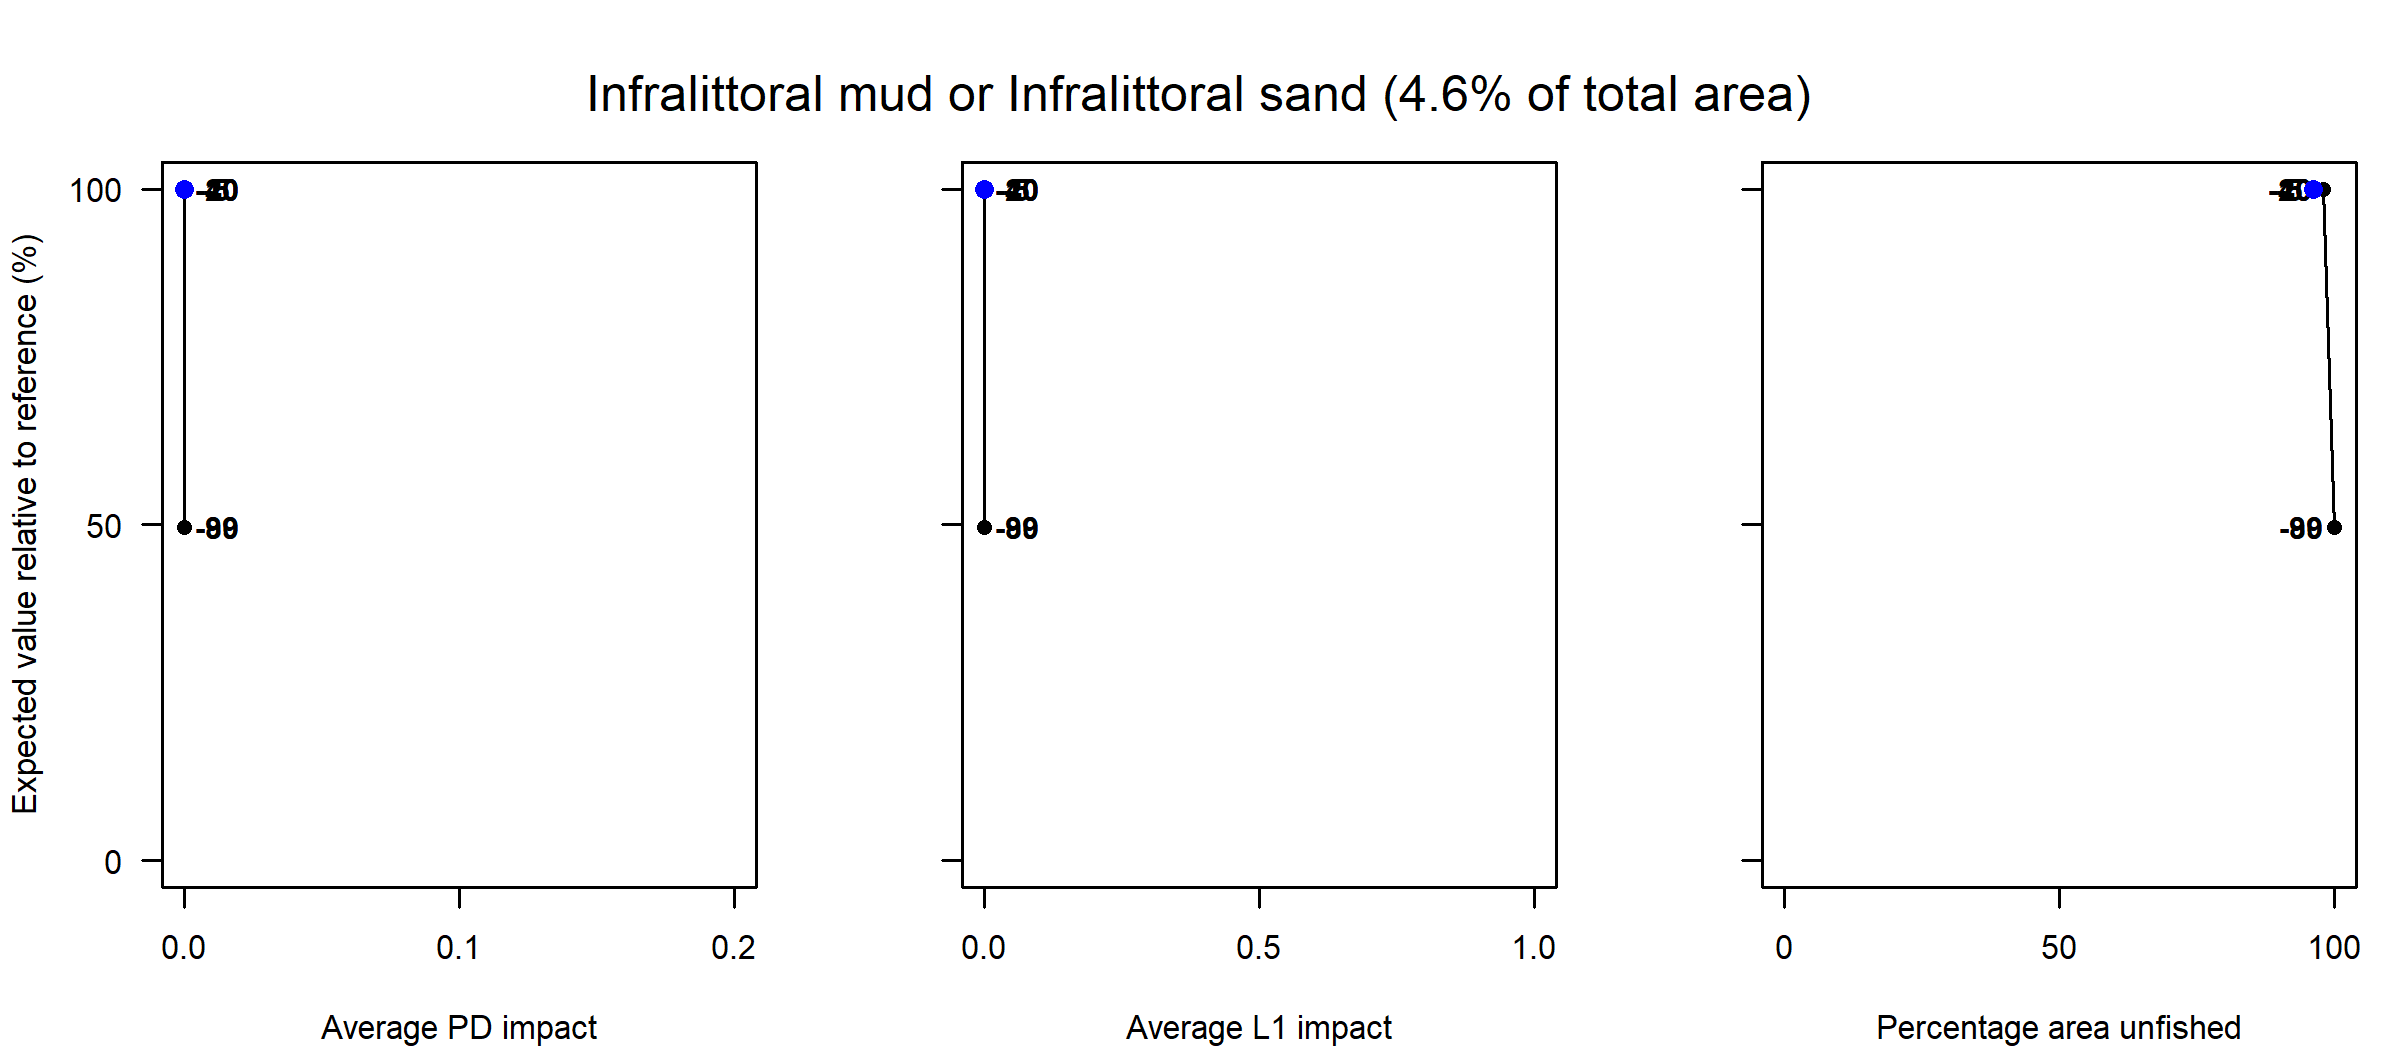 Infralittoral mud or Infralittoral sand (4.6% of total area)
Expected value relative to reference (%)
100
50
0
0.0 0.1 0.2
0.0 0.5 1.0
0 50 100
Average PD impact
Average L1 impact
Percentage area unfished